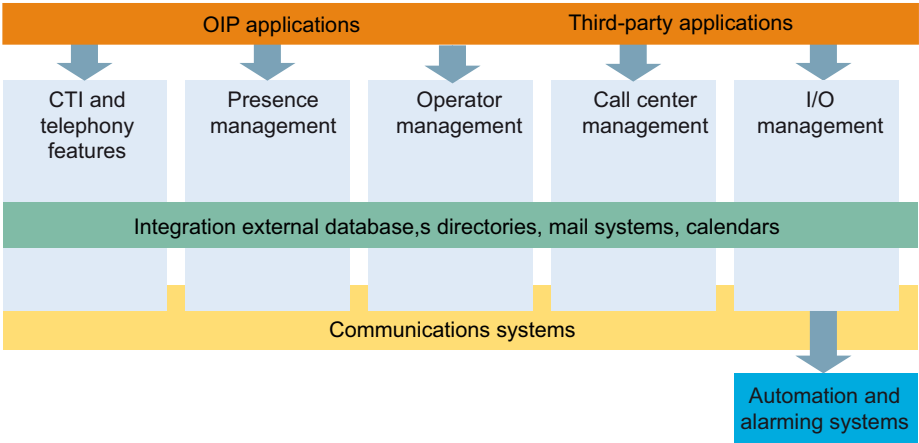 OIP applications
Third-party applications
CTI and
telephony
features
Presence
management
Operator
management
Call center
management
I/O
management
Integration external database,s directories, mail systems, calendars
Communications systems
Automation and
alarming systems